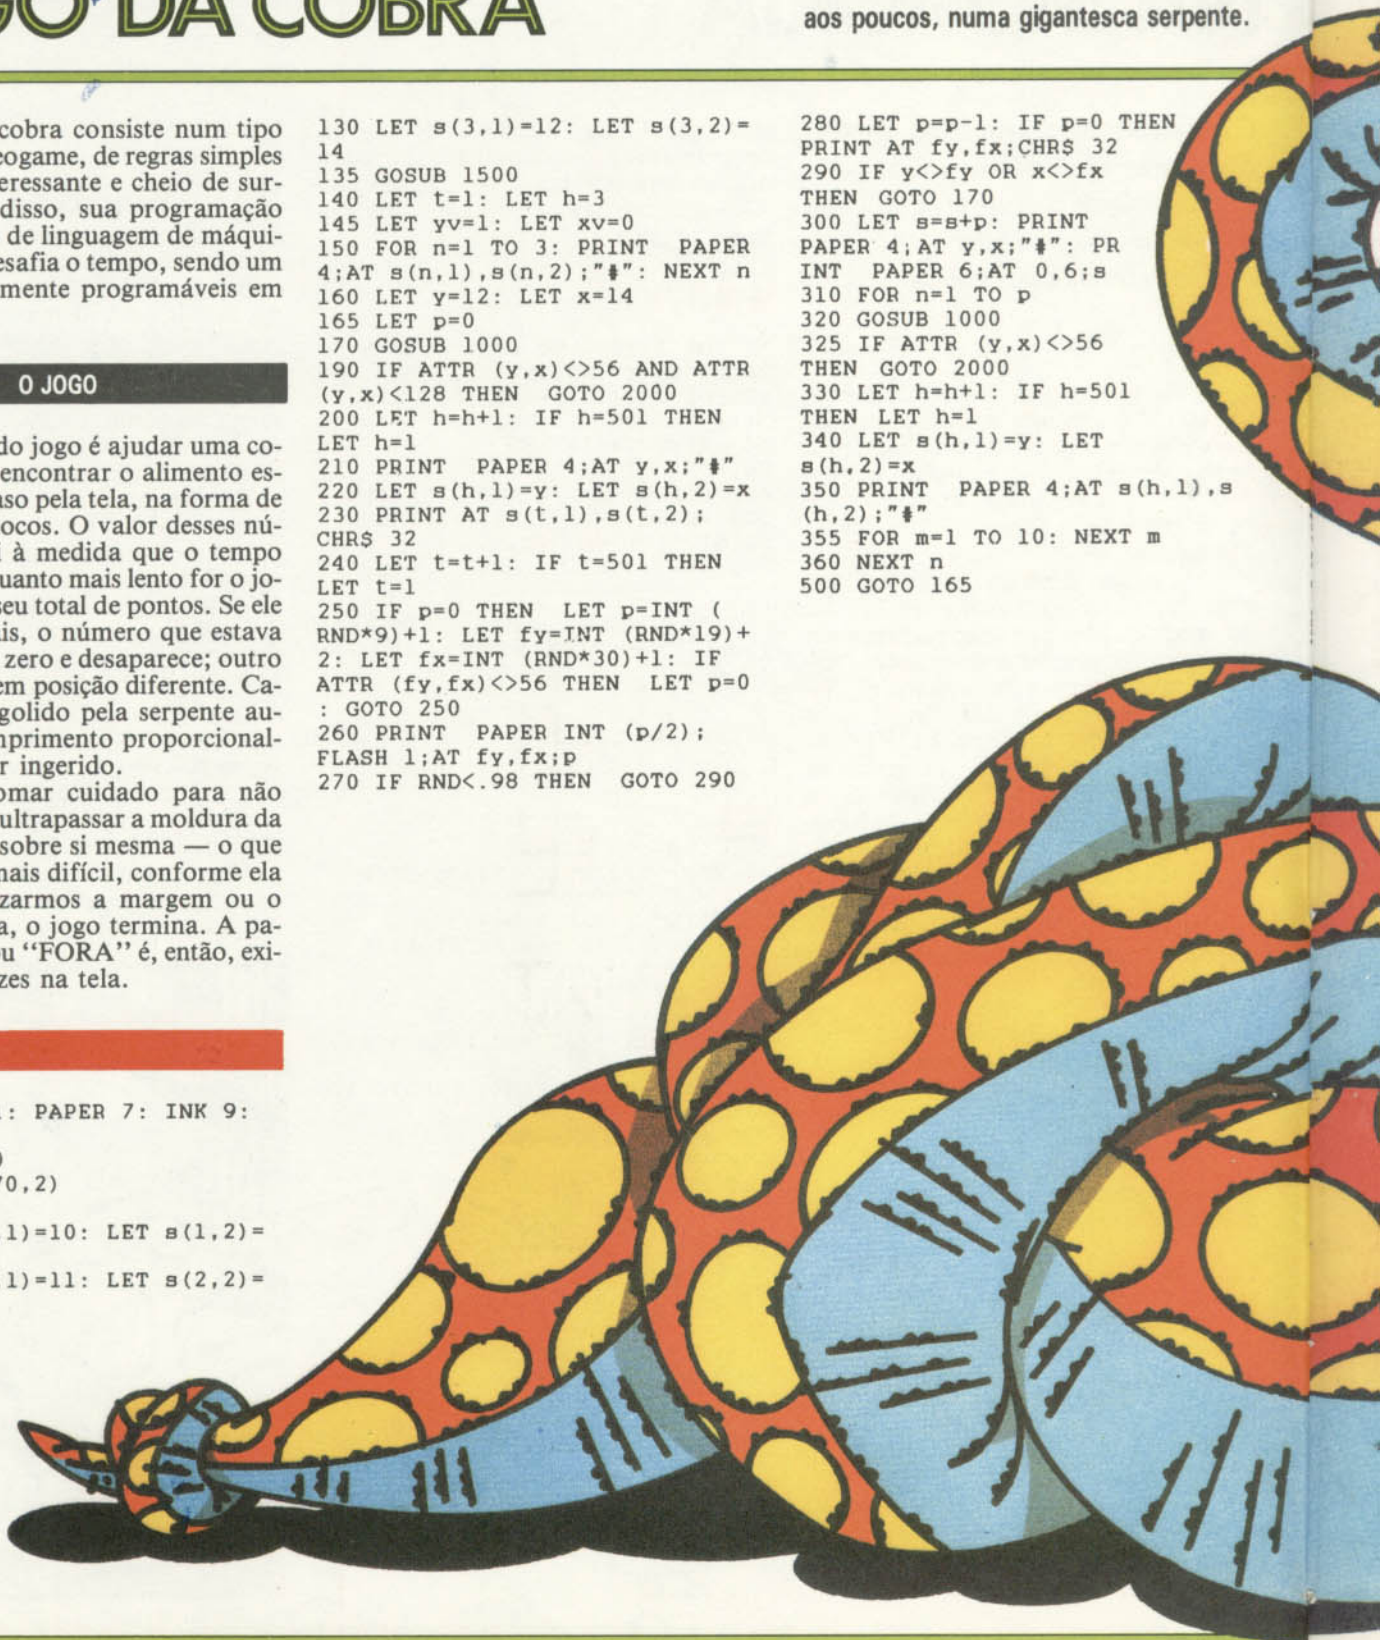 GO DA COBRA
aos poucos, numa gigantesca serpente.
cobra consiste num tipo
eogame, de regras simples
eressante e cheio de sur-
disso, sua programação
de linguagem de máqui-
esafia o tempo, sendo um
mente programáveis em
O JOGO
do jogo é ajudar uma co-
encontrar o alimento es-
aso pela tela, na forma de
ocos. O valor desses nú-
à medida que o tempo
uanto mais lento for o jo-
seu total de pontos. Se ele
is, o número que estava
zero e desaparece; outro
em posição diferente. Ca-
golido pela serpente au-
mprimento proporcional-
r ingerido.
omar cuidado para não
ultrapassar a moldura da
sobre si mesma — o que
mais difícil, conforme ela
zarmos a margem ou o
a, o jogo termina. A pa-
ou “FORA” é, então, exi-
zes na tela.
: PAPER 7: INK 9:
0,2)
1)=10: LET s(1,2)=
1)=11: LET s(2,2)=
130 LET s(3,1)=12: LET s(3,2)=
14
135 GOSUB 1500
140 LET t=1: LET h=3
145 LET yv=1: LET xv=0
150 FOR n=1 TO 3: PRINT  PAPER
4;AT s(n,1),s(n,2);"#": NEXT n
160 LET y=12: LET x=14
165 LET p=0
170 GOSUB 1000
190 IF ATTR (y,x)<>56 AND ATTR
(y,x)<128 THEN  GOTO 2000
200 LET h=h+1: IF h=501 THEN
LET h=1
210 PRINT  PAPER 4;AT y,x;"#"
220 LET s(h,1)=y: LET s(h,2)=x
230 PRINT AT s(t,1),s(t,2);
CHR$ 32
240 LET t=t+1: IF t=501 THEN
LET t=1
250 IF p=0 THEN  LET p=INT (
RND*9)+1: LET fy=INT (RND*19)+
2: LET fx=INT (RND*30)+1: IF
ATTR (fy,fx)<>56 THEN  LET p=0
: GOTO 250
260 PRINT  PAPER INT (p/2);
FLASH 1;AT fy,fx;p
270 IF RND<.98 THEN  GOTO 290
280 LET p=p-1: IF p=0 THEN
PRINT AT fy,fx;CHR$ 32
290 IF y<>fy OR x<>fx
THEN  GOTO 170
300 LET s=s+p: PRINT
PAPER 4;AT y,x;"#": PR
INT  PAPER 6;AT 0,6;s
310 FOR n=1 TO p
320 GOSUB 1000
325 IF ATTR (y,x)<>56
THEN  GOTO 2000
330 LET h=h+1: IF h=501
THEN  LET h=1
340 LET s(h,1)=y: LET
s(h,2)=x
350 PRINT  PAPER 4;AT s(h,1),s
(h,2);"#"
355 FOR m=1 TO 10: NEXT m
360 NEXT n
500 GOTO 165